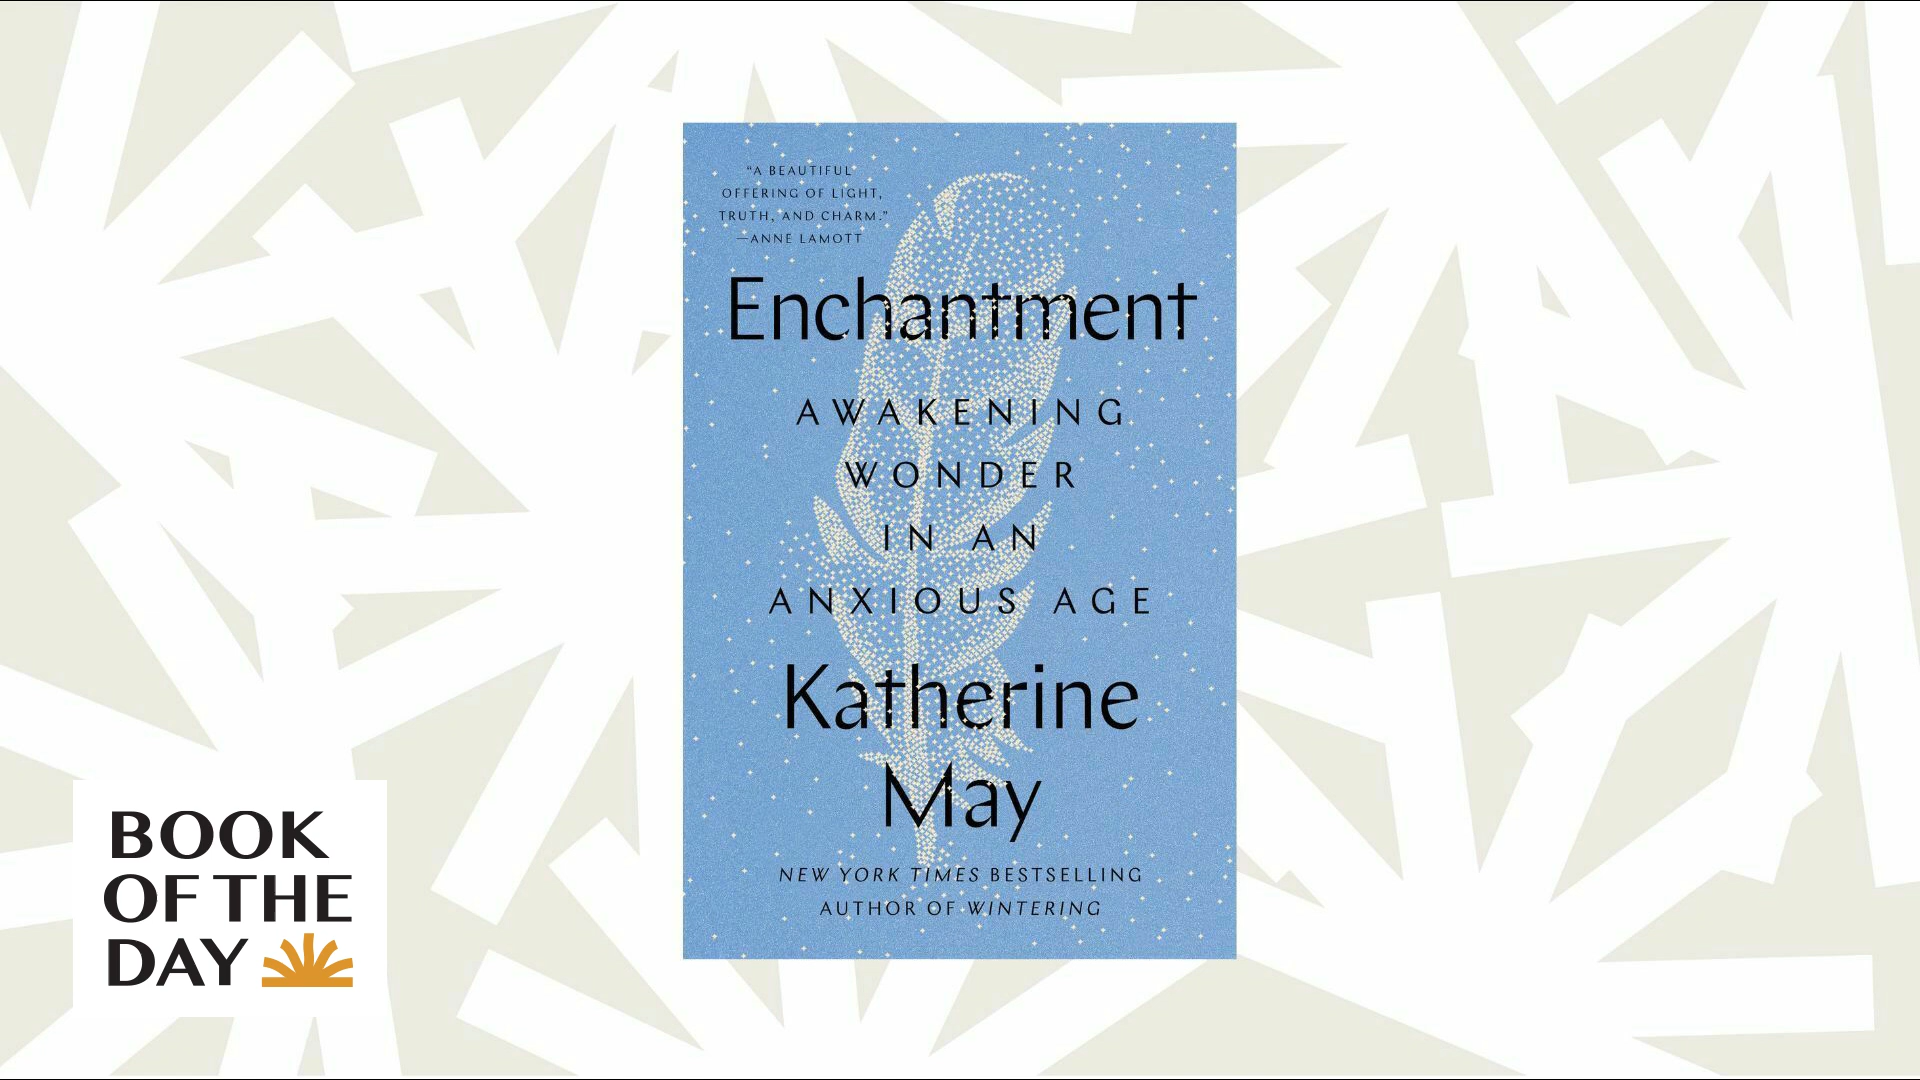 “A BEAUTIFUL
OFFERING OF LIGHT,
TRUTH, AND CHARM.”
—ANNE LAMOTT
Enchantment
AWAKENING
WONDER
IN AN
ANXIOUS AGE
Katherine
May
NEW YORK TIMES BESTSELLING
AUTHOR OF WINTERING
BOOK
OF THE
DAY